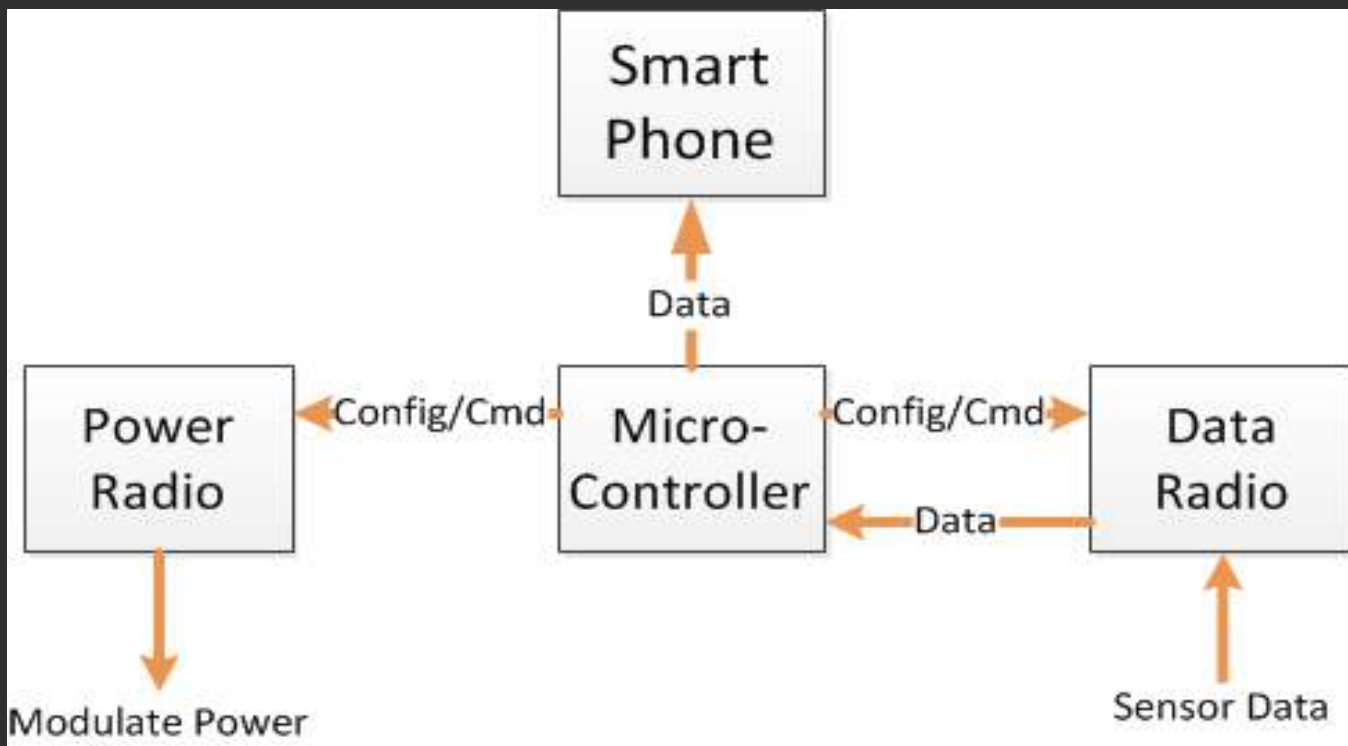 Smart
Phone
Data
Power
Radio
Config/Cmd
Micro-
Controller
Config/Cmd
Data
Data
Radio
Modulate Power
Sensor Data